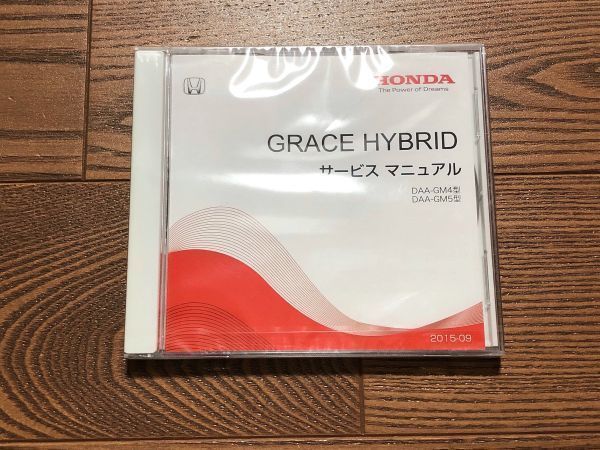 HONDA
The Power of Dreams
GRACE HYBRID
サービス マニュアル
DAA-GM4型
DAA-GM5型
2015-09